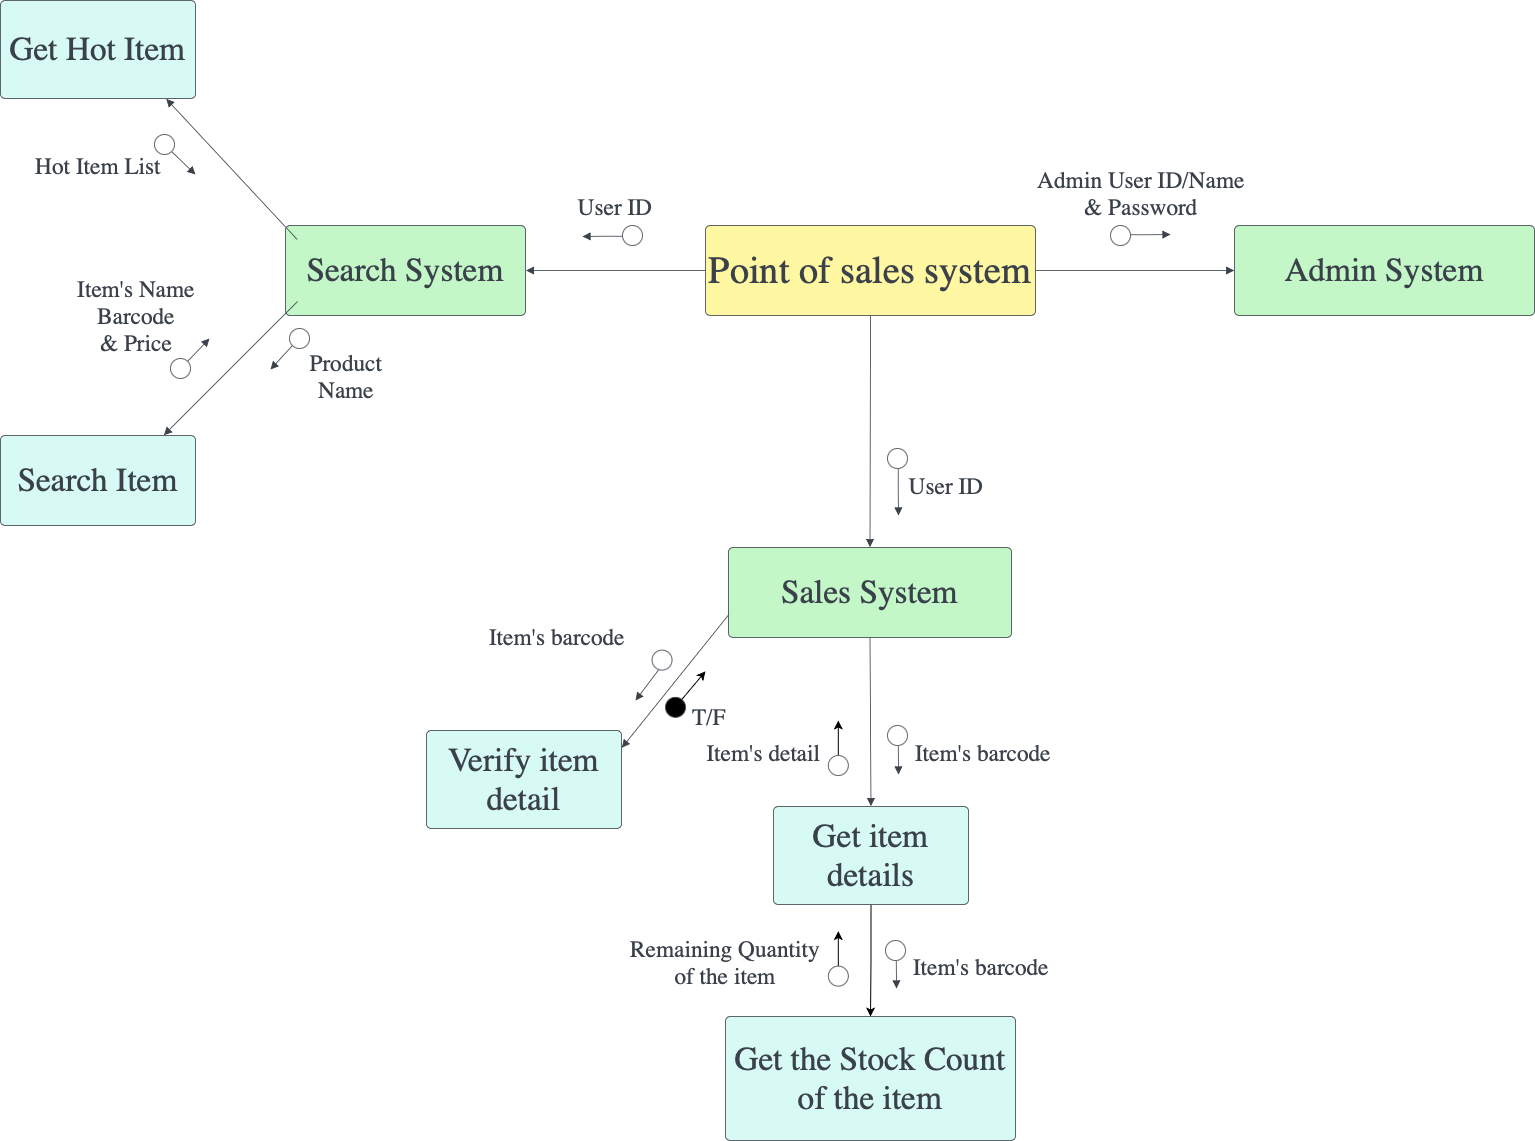 Get Hot Item
Hot Item List
Admin User ID/Name
& Password
User ID
Search System
Point of sales system
Admin System
Item's Name
Barcode
& Price
Product
Name
Search Item
User ID
Sales System
Item's barcode
T/F
Verify item
detail
Item's detail
Item's barcode
Get item
details
Remaining Quantity
of the item
Item's barcode
Get the Stock Count
of the item